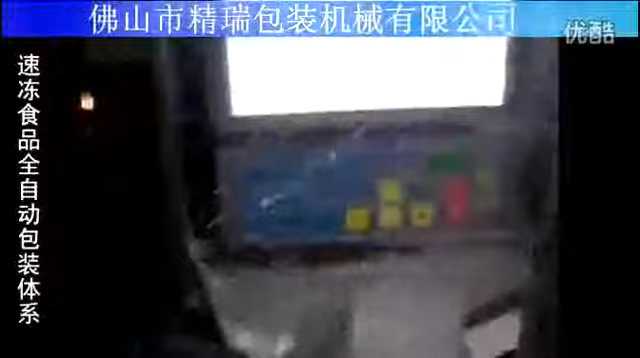 佛山市精瑞包装机械有限公司
优酷
速冻食品全自动包装体系